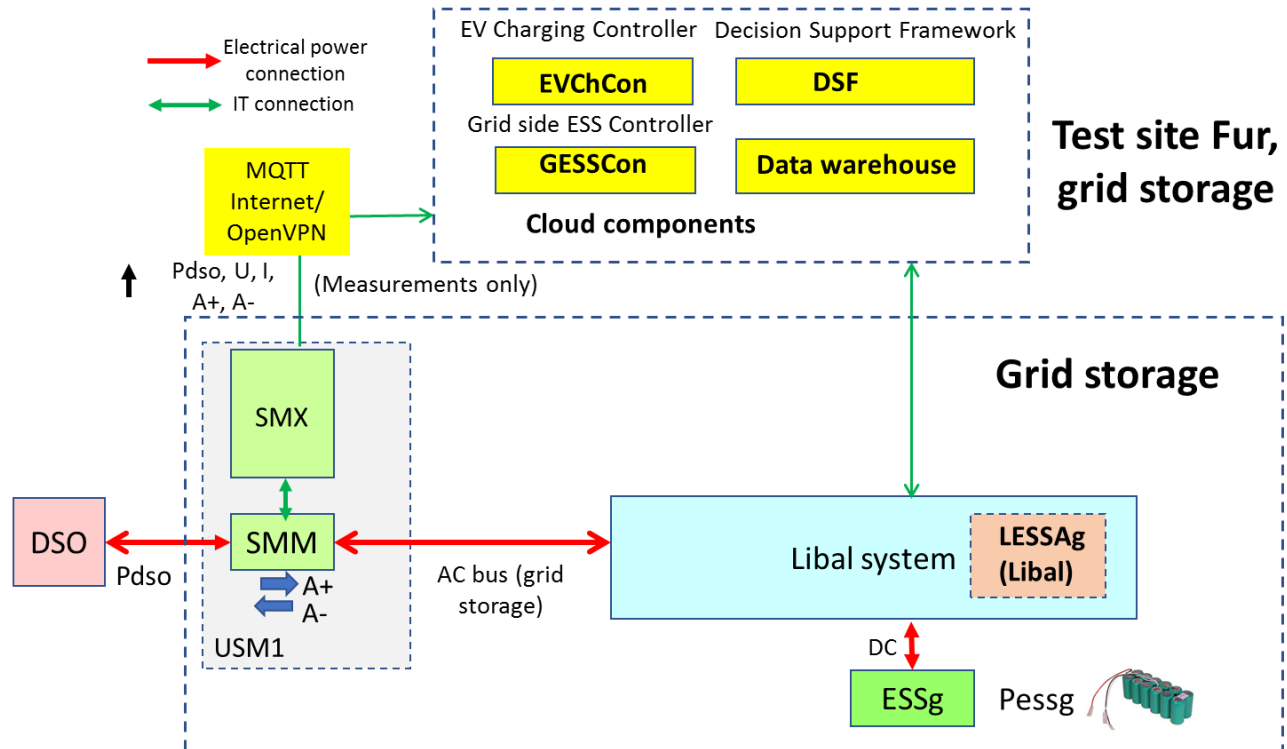 EV Charging Controller
Decision Support Framework
Electrical power
connection
IT connection
EVChCon
DSF
Grid side ESS Controller
GESSCon
Data warehouse
Cloud components
Test site Fur,
grid storage
MQTT
Internet/
OpenVPN
Pdso, U, I,
A+, A-
(Measurements only)
Grid storage
SMX
DSO
SMM
Pdso
A+
A-
USM1
AC bus (grid
storage)
Libal system
LESSAg
(Libal)
DC
ESSg
Pessg